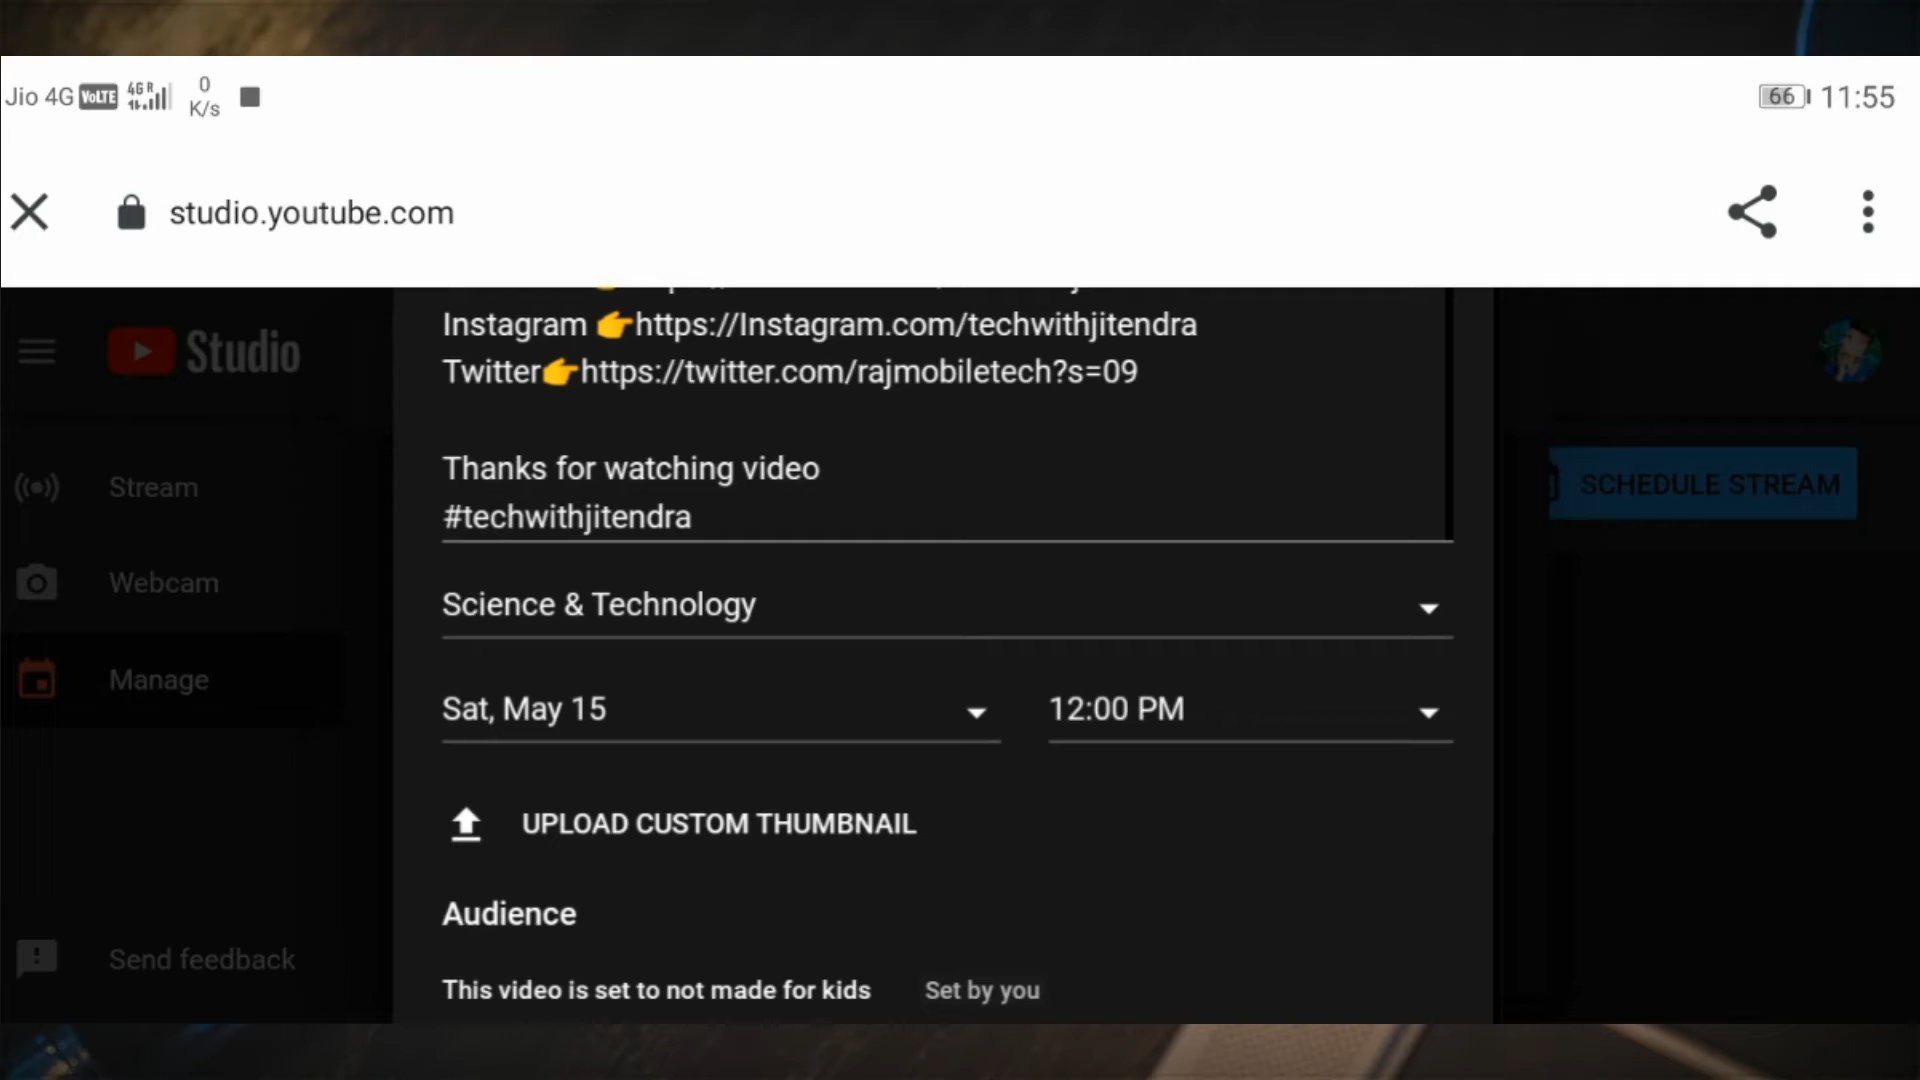 Jio 4G VoLTE 4G R 0 K/s 66 11:55
studio.youtube.com
Studio
Instagram 👉https://Instagram.com/techwithjitendra
Twitter👉https://twitter.com/rajmobiletech?s=09
Thanks for watching video
#techwithjitendra
Stream
SCHEDULE STREAM
Webcam
Science & Technology
Manage
Sat, May 15 12:00 PM
UPLOAD CUSTOM THUMBNAIL
Audience
Send feedback
This video is set to not made for kids Set by you